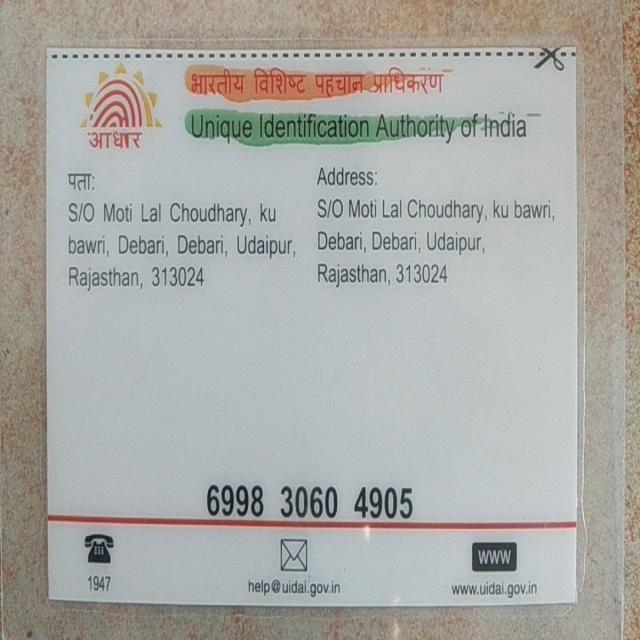 भारतीय विशिष्ट पहचान प्राधिकरण
Unique Identification Authority of India
आधार
पता:
S/O Moti Lal Choudhary, ku
bawri, Debari, Debari, Udaipur,
Rajasthan, 313024
Address:
S/O Moti Lal Choudhary, ku bawri,
Debari, Debari, Udaipur,
Rajasthan, 313024
6998 3060 4905
1947
help@uidai.gov.in
WWW
www.uidai.gov.in